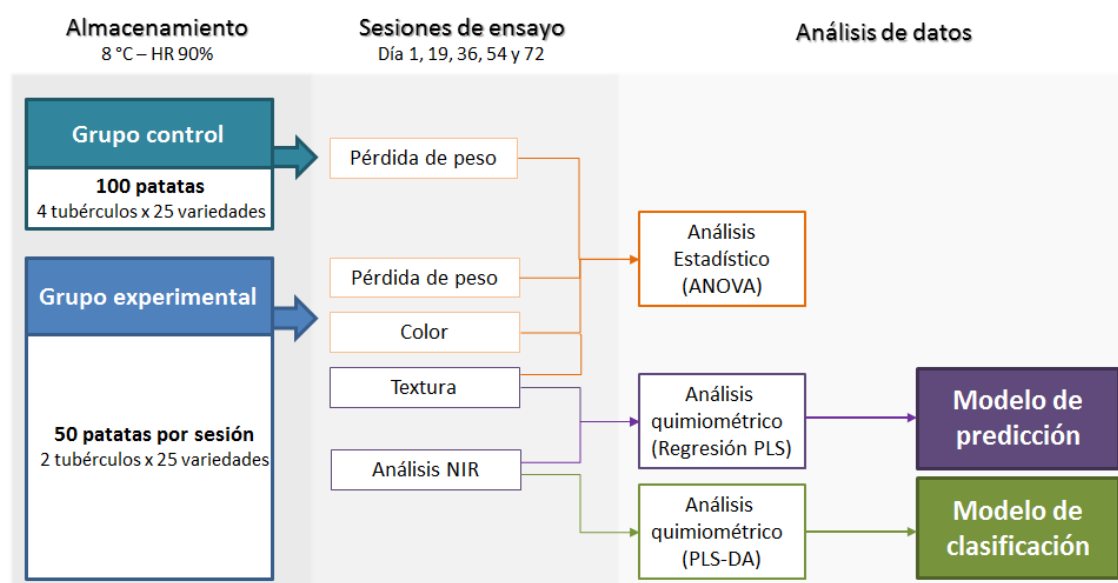 Almacenamiento
8 °C – HR 90%
Sesiones de ensayo
Día 1, 19, 36, 54 y 72
Análisis de datos
Grupo control
100 patatas
4 tubérculos x 25 variedades
Grupo experimental
50 patatas por sesión
2 tubérculos x 25 variedades
Pérdida de peso
Pérdida de peso
Color
Textura
Análisis NIR
Análisis
Estadístico
(ANOVA)
Análisis
quimiométrico
(Regresión PLS)
Análisis
quimiométrico
(PLS-DA)
Modelo de
predicción
Modelo de
clasificación